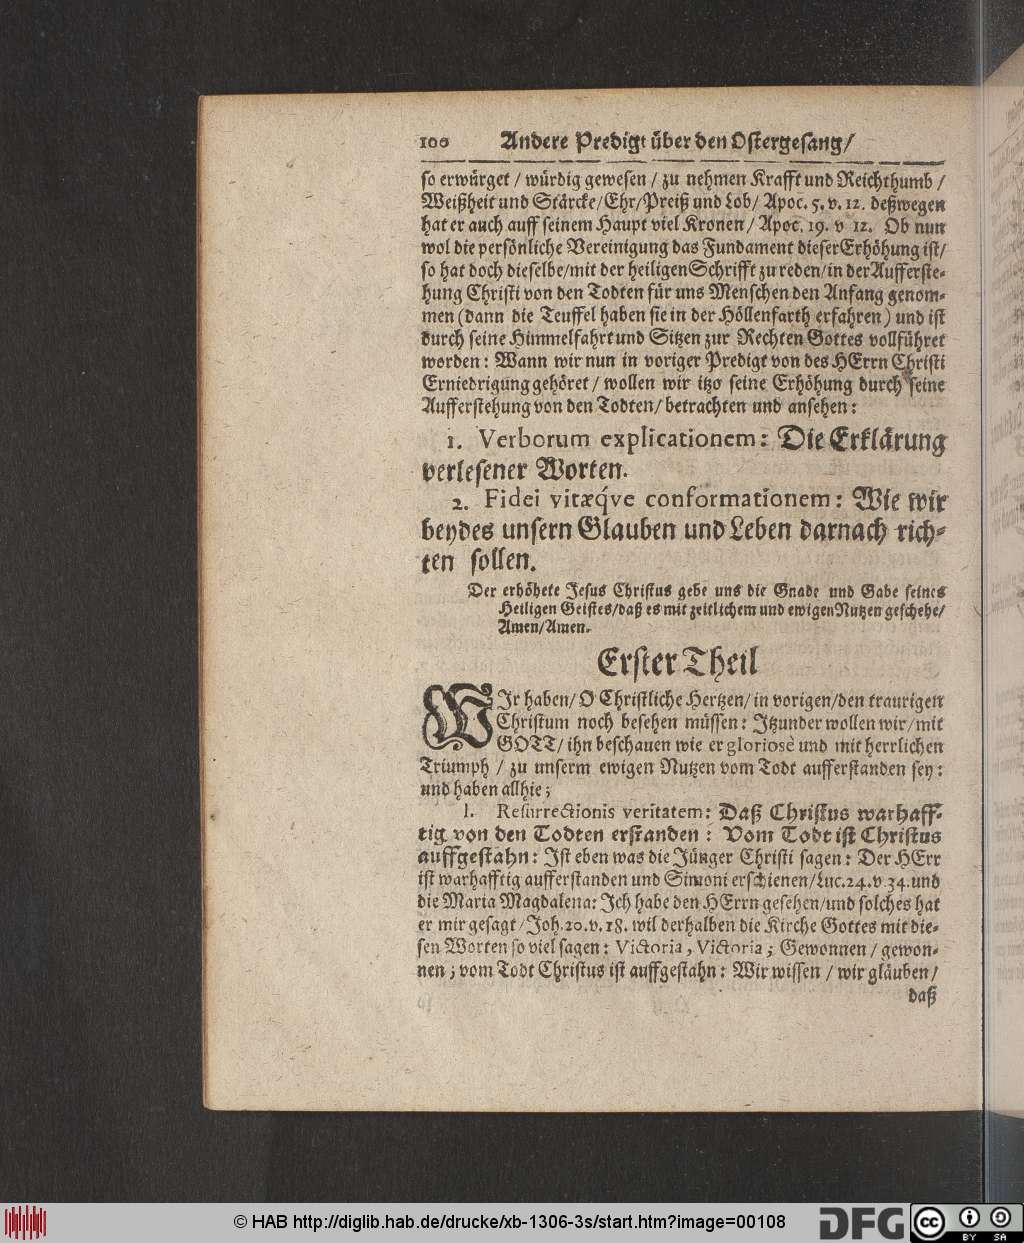 100 Andere Predigt über den Ostergesang/
so erwürget / würdig gewesen / zu nehmen Krafft und Reichthumb /
Weißheit und Stärcke/Ehr/Preiß und Lob/ Apoc. 5. v. 12. deßwegen
hat er auch auff seinem Haupt viel Kronen / Apoc. 19. v 12. Ob nun
wol die persönliche Vereinigung das Fundament dieser Erhöhung ist/
so hat doch dieselbe/mit der heiligen Schrifft zu reden/in der Aufferste-
hung Christi von den Todten für uns Menschen den Anfang genom-
men (dann die Teuffel haben sie in der Höllenfarth erfahren) und ist
durch seine Himmelfahrt und Sitzen zur Rechten Gottes vollführet
worden: Wann wir nun in voriger Predigt von des HErrn Christi
Erniedrigung gehöret / wollen wir itzo seine Erhöhung durch seine
Aufferstehung von den Todten/ betrachten und ansehen:
1. Verborum explicationem: Die Erklärung
verlesener Worten.
2. Fidei vitæq́ve conformationem: Wie wir
beydes unsern Glauben und Leben darnach rich-
ten sollen.
Der erhöhete Jesus Christus gebe uns die Gnade und Gabe seines
Heiligen Geistes/daß es mit zeitlichem und ewigen Nutzen geschehe/
Amen/Amen.
Erster Theil
WIr haben/ O Christliche Hertzen/ in vorigen/den traurigen
Christum noch besehen müssen: Itzunder wollen wir/ mit
GOTT/ ihn beschauen wie er gloriosè und mit herrlichen
Triumph / zu unserm ewigen Nutzen vom Todt aufferstanden sey:
und haben allhie;
1. Resurrectionis veritatem: Daß Christus warhaff-
tig von den Todten erstanden: Vom Todt ist Christus
auffgestahn: Ist eben was die Jünger Christi sagen: Der HErr
ist warhafftig aufferstanden und Simoni erschienen/Luc. 24. v. 34. und
die Maria Magdalena: Ich habe den HErrn gesehen/und solches hat
er mir gesagt/Joh. 20. v. 18. wil derhalben die Kirche Gottes mit die-
sen Worten so viel sagen: Victoria, Victoria; Gewonnen / gewon-
nen; vom Todt Christus ist auffgestahn: Wir wissen / wir gläuben/
daß
© HAB http://diglib.hab.de/drucke/xb-1306-3s/start.htm?image=00108
DFG
cc BY SA